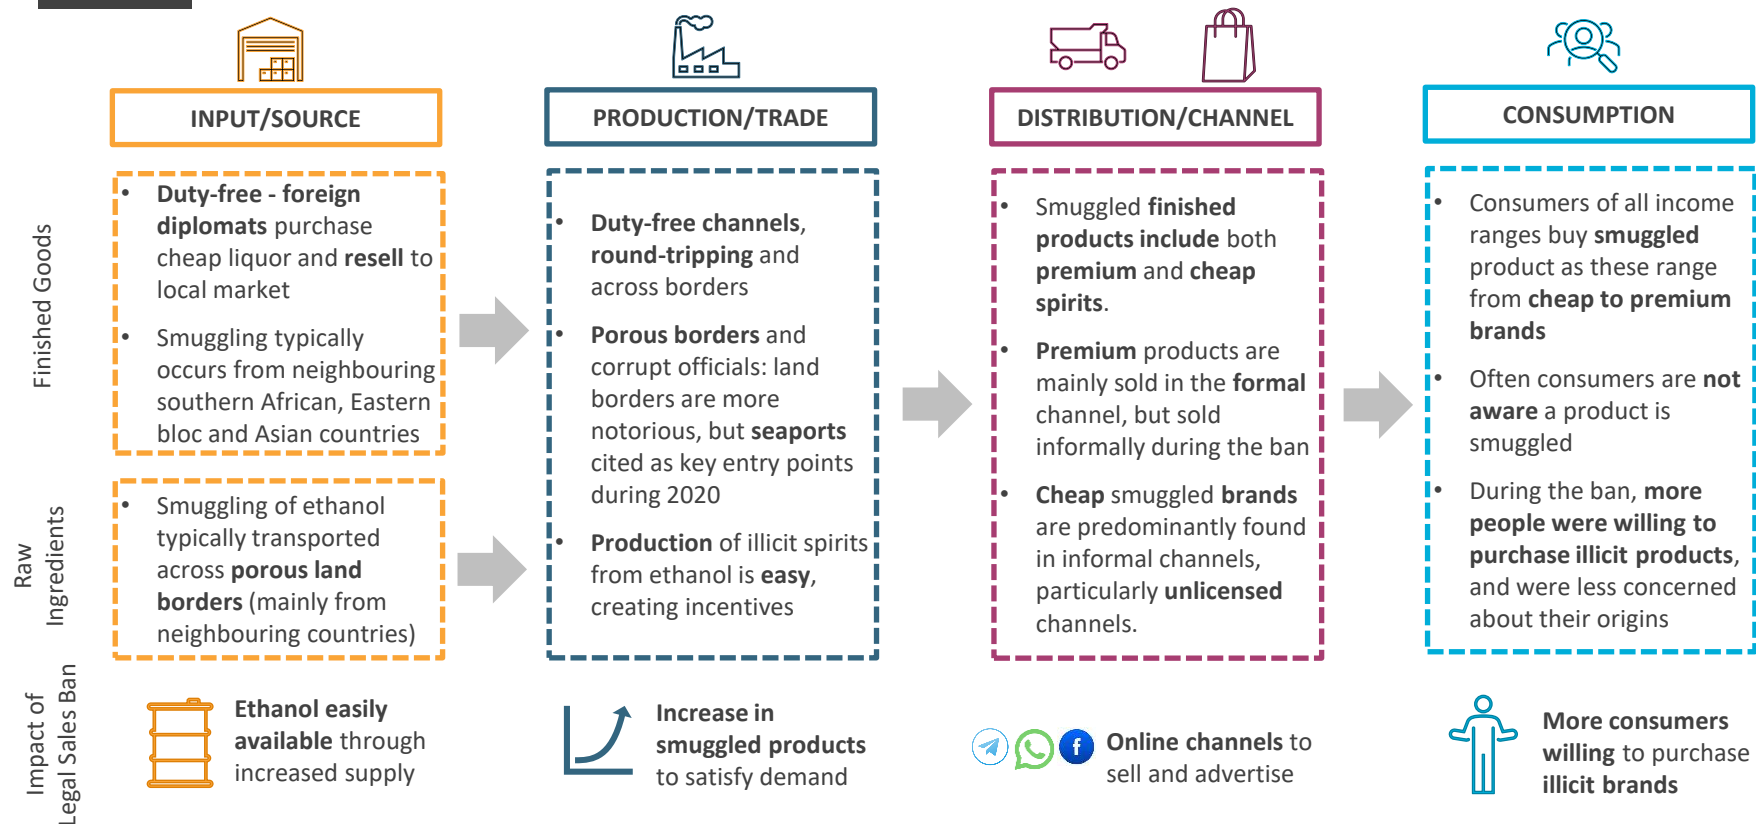 INPUT/SOURCE
PRODUCTION/TRADE
DISTRIBUTION/CHANNEL
CONSUMPTION
Finished Goods
• Duty-free - foreign
diplomats purchase
cheap liquor and resell to
local market
• Smuggling typically
occurs from neighbouring
southern African, Eastern
bloc and Asian countries
Raw
Ingredients
• Smuggling of ethanol
typically transported
across porous land
borders (mainly from
neighbouring countries)
• Duty-free channels,
round-tripping and
across borders
• Porous borders and
corrupt officials: land
borders are more
notorious, but seaports
cited as key entry points
during 2020
• Production of illicit spirits
from ethanol is easy,
creating incentives
• Smuggled finished
products include both
premium and cheap
spirits.
• Premium products are
mainly sold in the formal
channel, but sold
informally during the ban
• Cheap smuggled brands
are predominantly found
in informal channels,
particularly unlicensed
channels.
• Consumers of all income
ranges buy smuggled
product as these range
from cheap to premium
brands
• Often consumers are not
aware a product is
smuggled
• During the ban, more
people were willing to
purchase illicit products,
and were less concerned
about their origins
Impact of
Legal Sales Ban
Ethanol easily
available through
increased supply
Increase in
smuggled products
to satisfy demand
f
Online channels to
sell and advertise
More consumers
willing to purchase
illicit brands